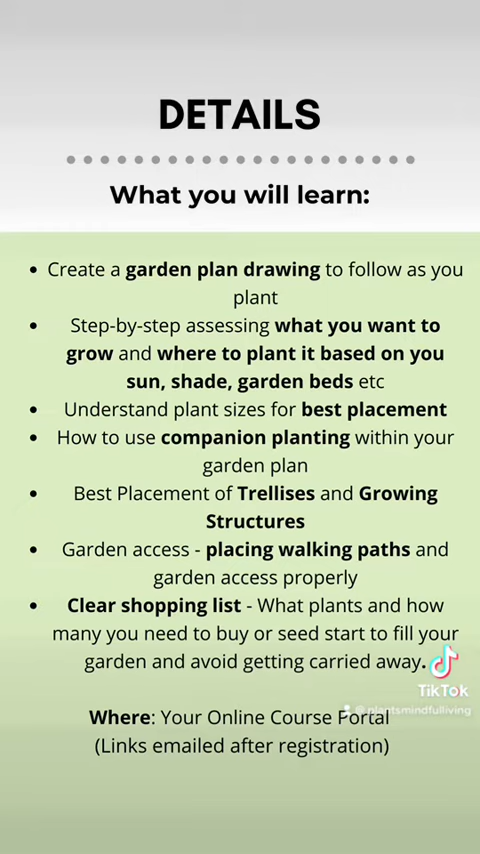 DETAILS
What you will learn:
• Create a garden plan drawing to follow as you
plant
• Step-by-step assessing what you want to
grow and where to plant it based on you
sun, shade, garden beds etc
• Understand plant sizes for best placement
• How to use companion planting within your
garden plan
• Best Placement of Trellises and Growing
Structures
• Garden access - placing walking paths and
garden access properly
• Clear shopping list - What plants and how
many you need to buy or seed start to fill your
garden and avoid getting carried away.
TikTok
@plantsmindfulliving
Where: Your Online Course Portal
(Links emailed after registration)